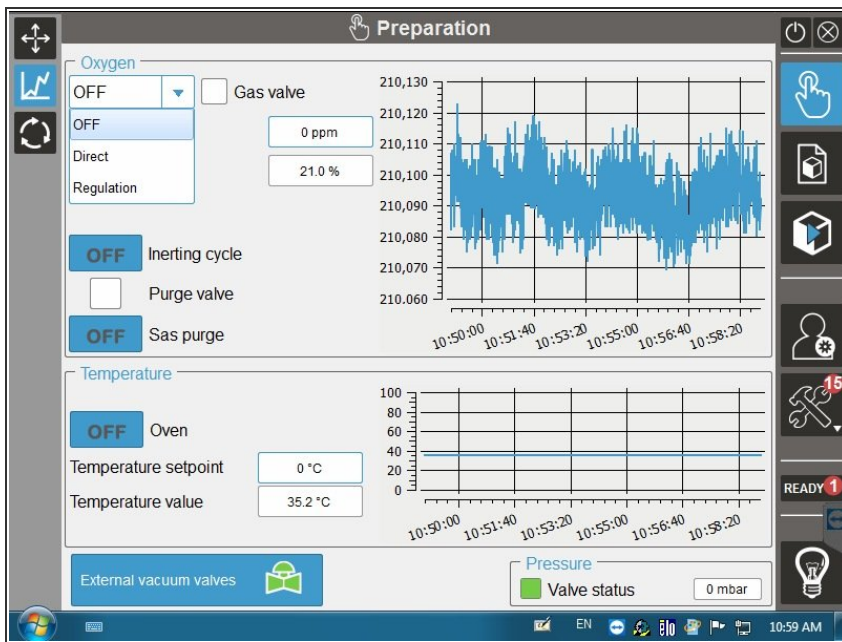 Preparation
Oxygen
OFF
Gas valve
OFF
Direct
Regulation
0 ppm
21.0 %
OFF Inerting cycle
Purge valve
OFF Sas purge
210,130
210,120
210,110
210,100
210,090
210,080
210,070
210.060
10:50:00 10:51:40 10:53:20 10:55:00 10:56:40 10:58:20
Temperature
OFF Oven
Temperature setpoint 0 °C
Temperature value 35.2 °C
100
80
60
40
20
0
10:50:00 10:51:40 10:53:20 10:55:00 10:56:40 10:58:20
External vacuum valves
Pressure
Valve status 0 mbar
15
READY 1
EN
10:59 AM